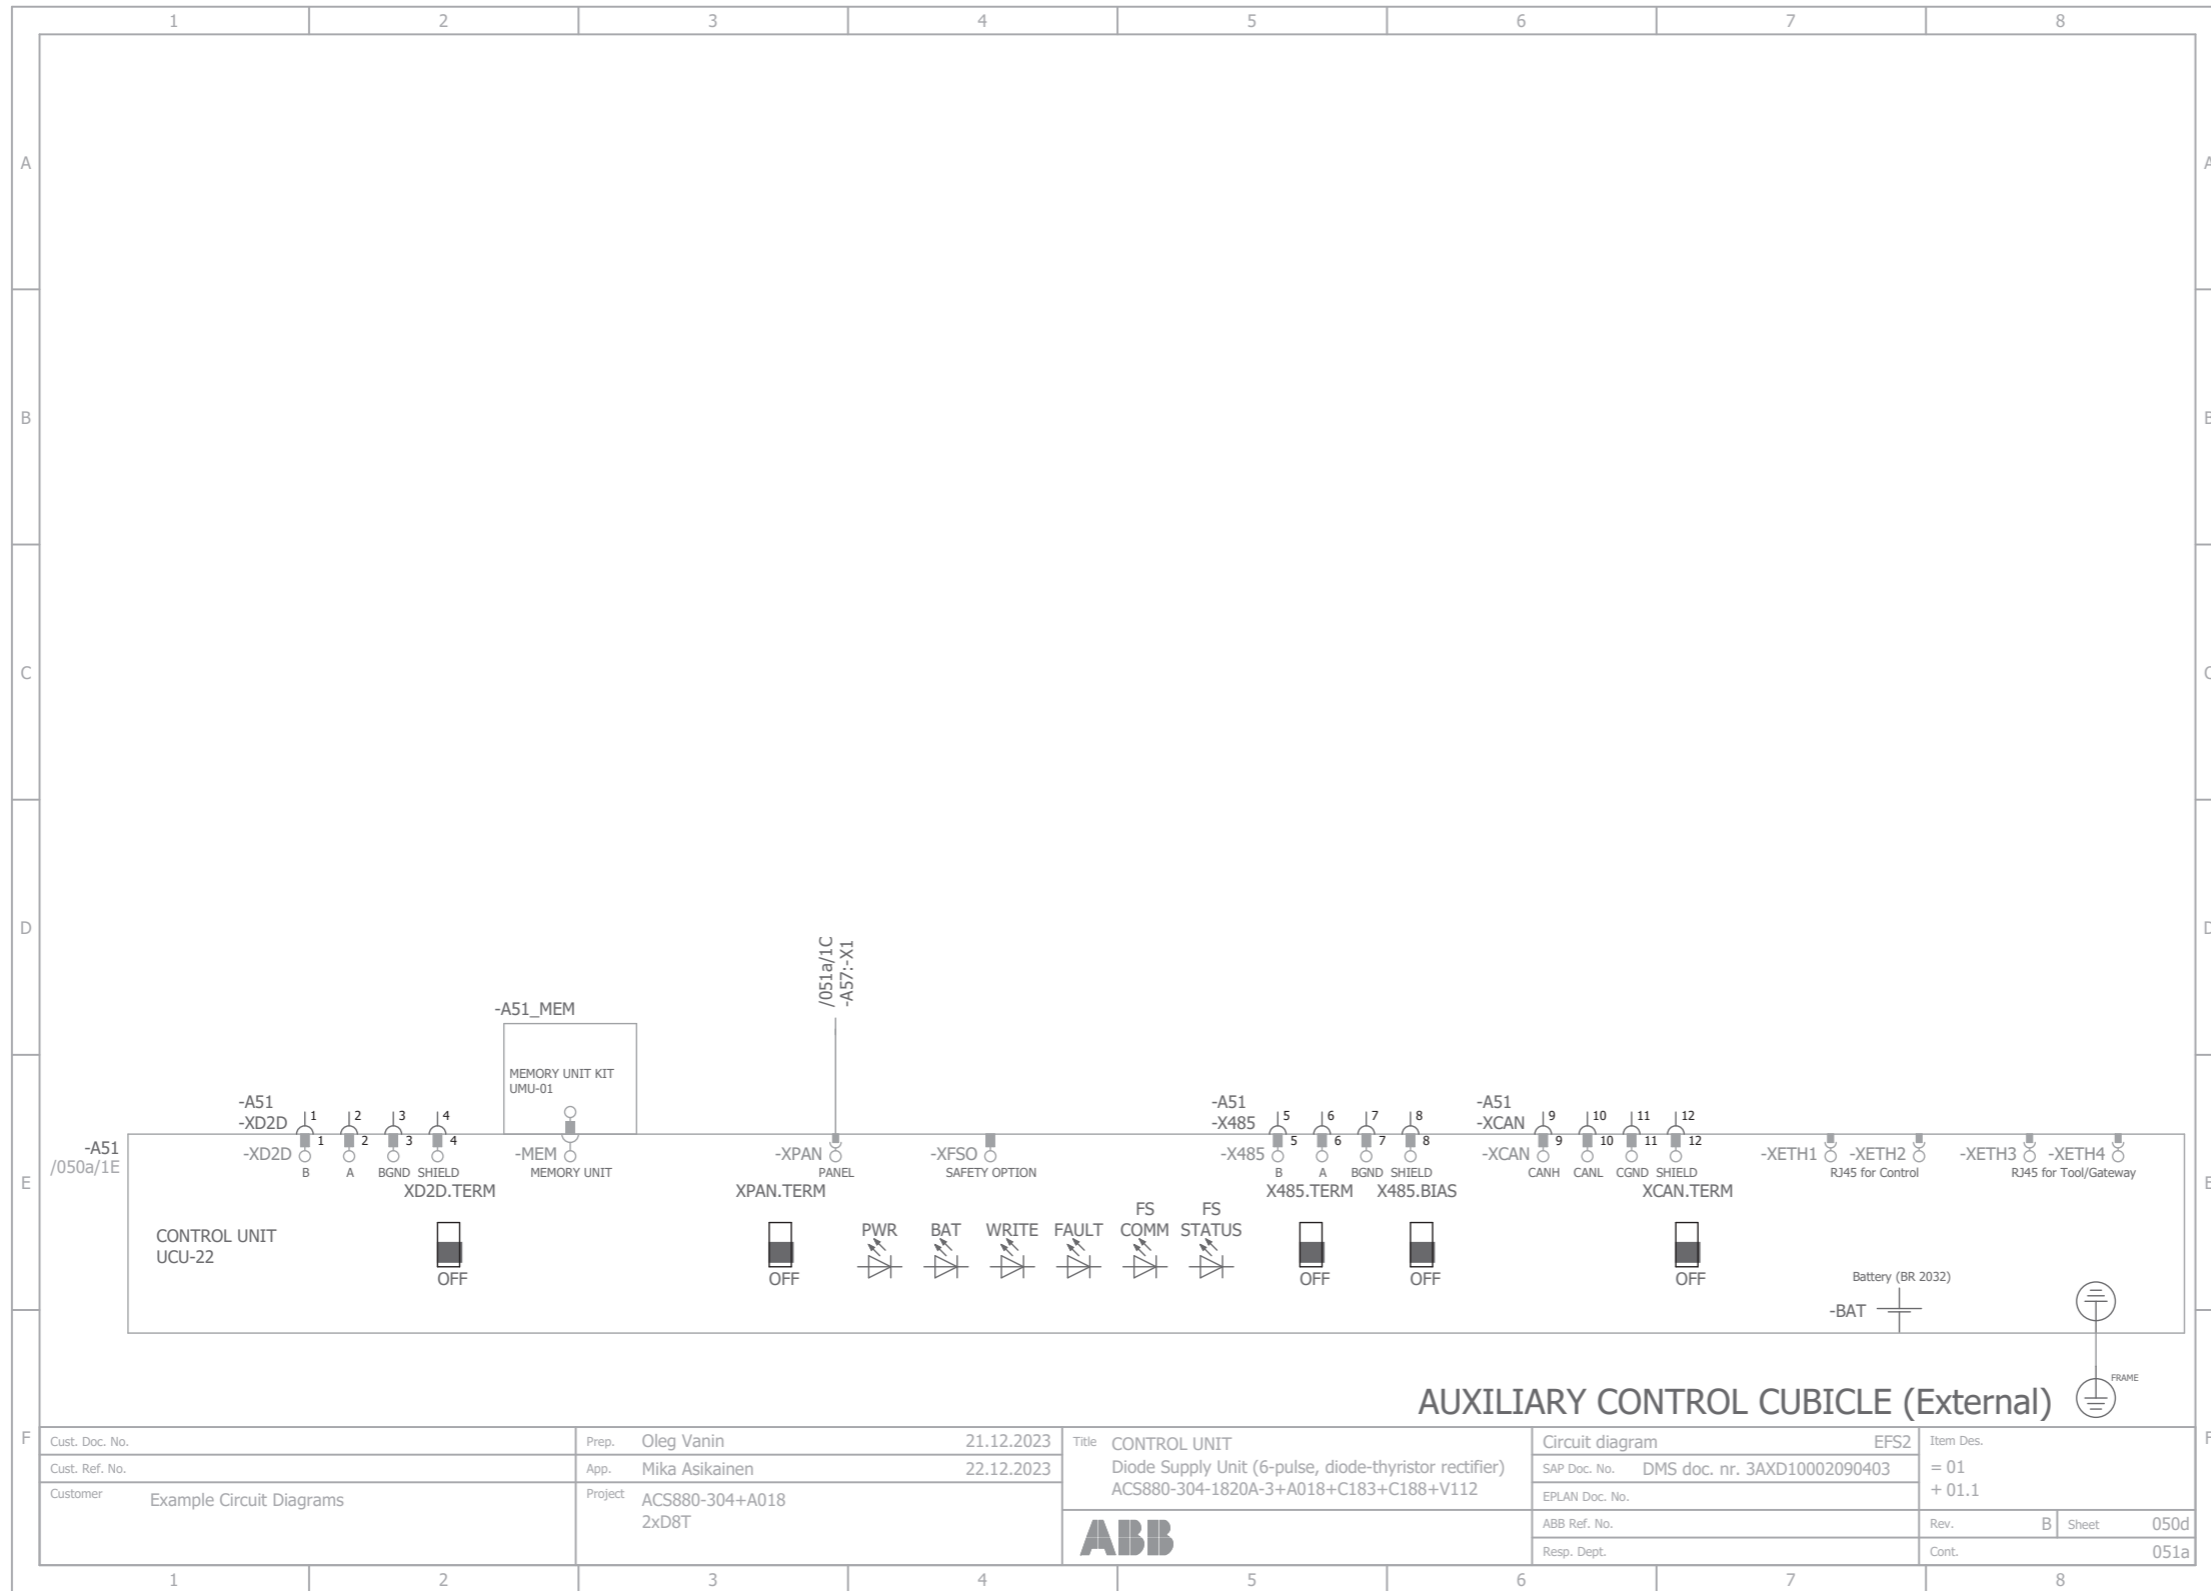 1 2 3 4 5 6 7 8
A A
B B
C C
D D
E E
F F
/051a/1C
-A57:-X1
-A51_MEM
MEMORY UNIT KIT
UMU-01
-A51
-XD2D
1 2 3 4
-A51
-X485
5 6 7 8
-A51
-XCAN
9 10 11 12
-A51
/050a/1E
-XD2D 1 2 3 4
B A BGND SHIELD
-MEM
MEMORY UNIT
-XPAN
PANEL
-XFSO
SAFETY OPTION
-X485 5 6 7 8
B A BGND SHIELD
-XCAN 9 10 11 12
CANH CANL CGND SHIELD
-XETH1 -XETH2
RJ45 for Control
-XETH3 -XETH4
RJ45 for Tool/Gateway
XD2D.TERM
OFF
XPAN.TERM
OFF
CONTROL UNIT
UCU-22
PWR
BAT
WRITE
FAULT
FS
COMM
FS
STATUS
X485.TERM
OFF
X485.BIAS
OFF
XCAN.TERM
OFF
Battery (BR 2032)
-BAT
FRAME
AUXILIARY CONTROL CUBICLE (External)
Cust. Doc. No.
Cust. Ref. No.
Customer Example Circuit Diagrams
Prep. Oleg Vanin 21.12.2023
App. Mika Asikainen 22.12.2023
Project ACS880-304+A018
2xD8T
Title CONTROL UNIT
Diode Supply Unit (6-pulse, diode-thyristor rectifier)
ACS880-304-1820A-3+A018+C183+C188+V112
ABB
Circuit diagram EFS2
SAP Doc. No. DMS doc. nr. 3AXD10002090403
EPLAN Doc. No.
ABB Ref. No.
Resp. Dept.
Item Des.
= 01
+ 01.1
Rev. B Sheet 050d
Cont. 051a
1 2 3 4 5 6 7 8